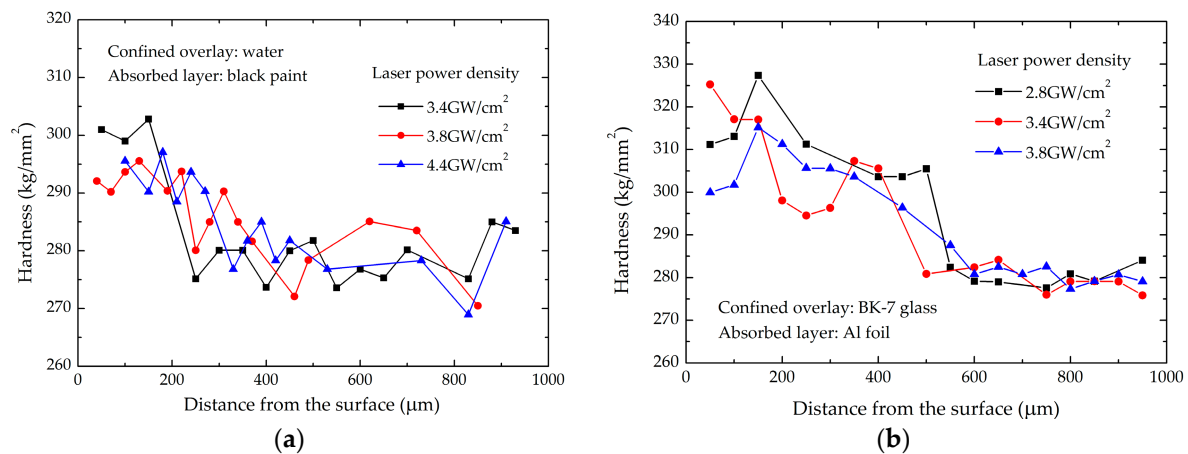 320
310
300
290
280
270
260
Hardness (kg/mm²)
Confined overlay: water
Absorbed layer: black paint
Laser power density
3.4GW/cm²
3.8GW/cm²
4.4GW/cm²
0 200 400 600 800 1000
Distance from the surface (μm)
(a)
340
330
320
310
300
290
280
270
260
Hardness (kg/mm²)
Laser power density
2.8GW/cm²
3.4GW/cm²
3.8GW/cm²
Confined overlay: BK-7 glass
Absorbed layer: Al foil
0 200 400 600 800 1000
Distance from the surface (μm)
(b)